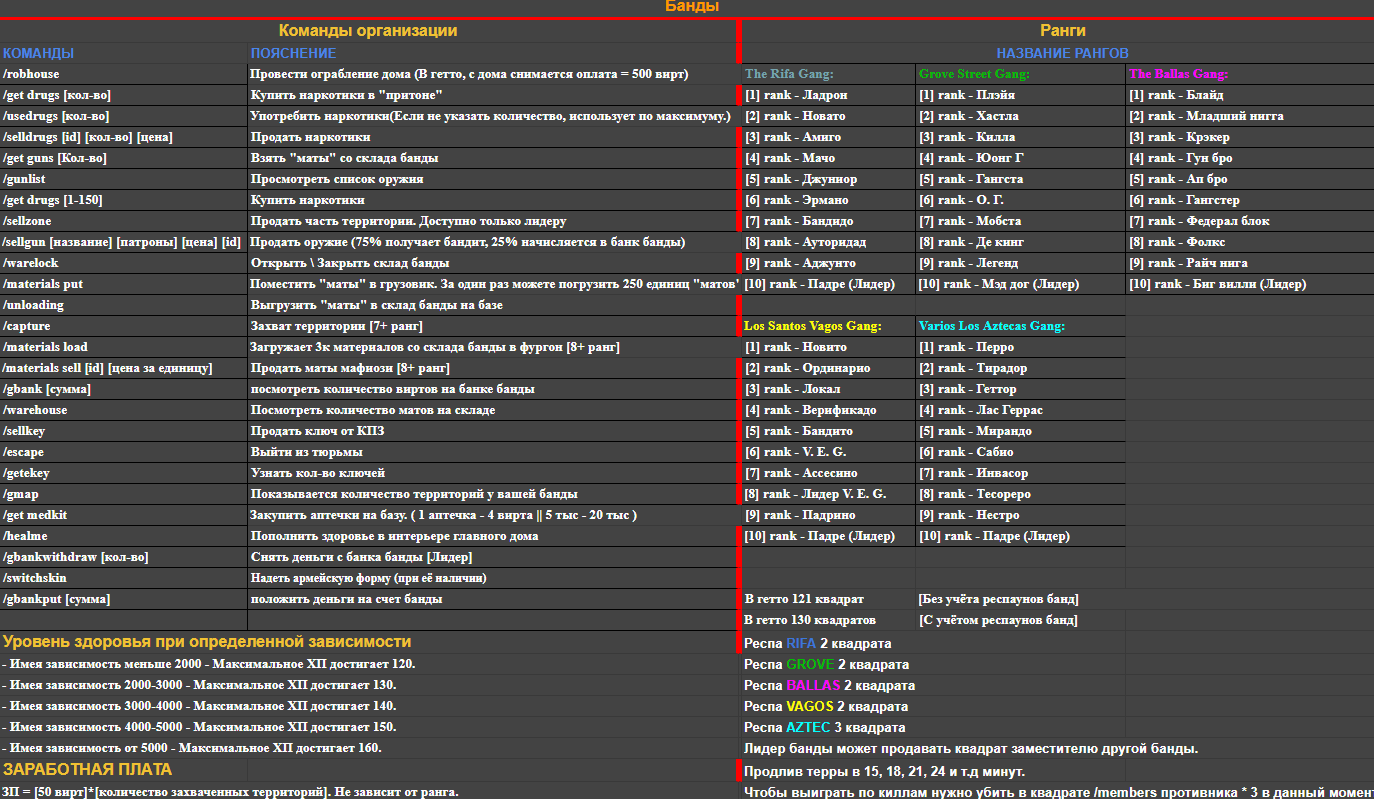 Банды
Команды организации
Ранги
КОМАНДЫ ПОЯСНЕНИЕ
НАЗВАНИЕ РАНГОВ
/robhouse Провести ограбление дома (В гетто, с дома снимается оплата = 500 вирт)
/get drugs [кол-во] Купить наркотики в "притоне"
/usedrugs [кол-во] Употребить наркотики(Если не указать количество, использует по максимуму.)
/selldrugs [id] [кол-во] [цена] Продать наркотики
/get guns [Кол-во] Взять "маты" со склада банды
/gunlist Просмотреть список оружия
/get drugs [1-150] Купить наркотики
/sellzone Продать часть территории. Доступно только лидеру
/sellgun [название] [патроны] [цена] [id] Продать оружие (75% получает бандит, 25% начисляется в банк банды)
/warelock Открыть \ Закрыть склад банды
/materials put Поместить "маты" в грузовик. За один раз можете погрузить 250 единиц "матов"
/unloading Выгрузить "маты" в склад банды на базе
/capture Захват территории [7+ ранг]
/materials load Загружает 3к материалов со склада банды в фургон [8+ ранг]
/materials sell [id] [цена за единицу] Продать маты мафиози [8+ ранг]
/gbank [сумма] посмотреть количество виртов на банке банды
/warehouse Посмотреть количество матов на складе
/sellkey Продать ключ от КПЗ
/escape Выйти из тюрьмы
/getekey Узнать кол-во ключей
/gmap Показывается количество территорий у вашей банды
/get medkit Закупить аптечки на базу. ( 1 аптечка - 4 вирта || 5 тыс - 20 тыс )
/healme Пополнить здоровье в интерьере главного дома
/gbankwithdraw [кол-во] Снять деньги с банка банды [Лидер]
/switchskin Надеть армейскую форму (при её наличии)
/gbankput [сумма] положить деньги на счет банды
The Rifa Gang: Grove Street Gang: The Ballas Gang:
[1] rank - Ладрон [1] rank - Плэйя [1] rank - Блайд
[2] rank - Новато [2] rank - Хастла [2] rank - Младший нигга
[3] rank - Амиго [3] rank - Килла [3] rank - Крэкер
[4] rank - Мачо [4] rank - Юонг Г [4] rank - Гун бро
[5] rank - Джуниор [5] rank - Гангста [5] rank - Ап бро
[6] rank - Эрмано [6] rank - О. Г. [6] rank - Гангстер
[7] rank - Бандидо [7] rank - Мобста [7] rank - Федерал блок
[8] rank - Ауторидад [8] rank - Де кинг [8] rank - Фолкс
[9] rank - Аджунто [9] rank - Легенд [9] rank - Райч нига
[10] rank - Падре (Лидер) [10] rank - Мэд дог (Лидер) [10] rank - Биг вилли (Лидер)
Los Santos Vagos Gang: Varios Los Aztecas Gang:
[1] rank - Новито [1] rank - Перро
[2] rank - Ординарио [2] rank - Тирадор
[3] rank - Локал [3] rank - Геттор
[4] rank - Верификадо [4] rank - Лас Геррас
[5] rank - Бандито [5] rank - Мирандо
[6] rank - V. E. G. [6] rank - Сабио
[7] rank - Ассесино [7] rank - Инвасор
[8] rank - Лидер V. E. G. [8] rank - Тесореро
[9] rank - Падрино [9] rank - Нестро
[10] rank - Падре (Лидер) [10] rank - Падре (Лидер)
В гетто 121 квадрат [Без учёта респаунов банд]
В гетто 130 квадратов [С учётом респаунов банд]
Уровень здоровья при определенной зависимости
- Имея зависимость меньше 2000 - Максимальное ХП достигает 120.
- Имея зависимость 2000-3000 - Максимальное ХП достигает 130.
- Имея зависимость 3000-4000 - Максимальное ХП достигает 140.
- Имея зависимость 4000-5000 - Максимальное ХП достигает 150.
- Имея зависимость от 5000 - Максимальное ХП достигает 160.
ЗАРАБОТНАЯ ПЛАТА
ЗП = [50 вирт]*[количество захваченных территорий]. Не зависит от ранга.
Респа RIFA 2 квадрата
Респа GROVE 2 квадрата
Респа BALLAS 2 квадрата
Респа VAGOS 2 квадрата
Респа AZTEC 3 квадрата
Лидер банды может продавать квадрат заместителю другой банды.
Продлив терры в 15, 18, 21, 24 и т.д минут.
Чтобы выиграть по киллам нужно убить в квадрате /members противника * 3 в данный момент